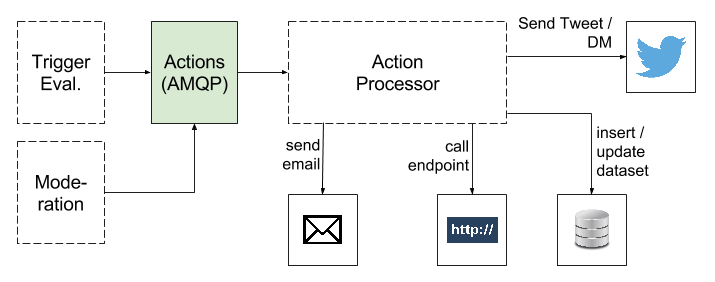 Trigger
Eval.
Actions
(AMQP)
Action
Processor
Send Tweet /
DM
Mode-
ration
send
email
call
endpoint
insert /
update
dataset
http://